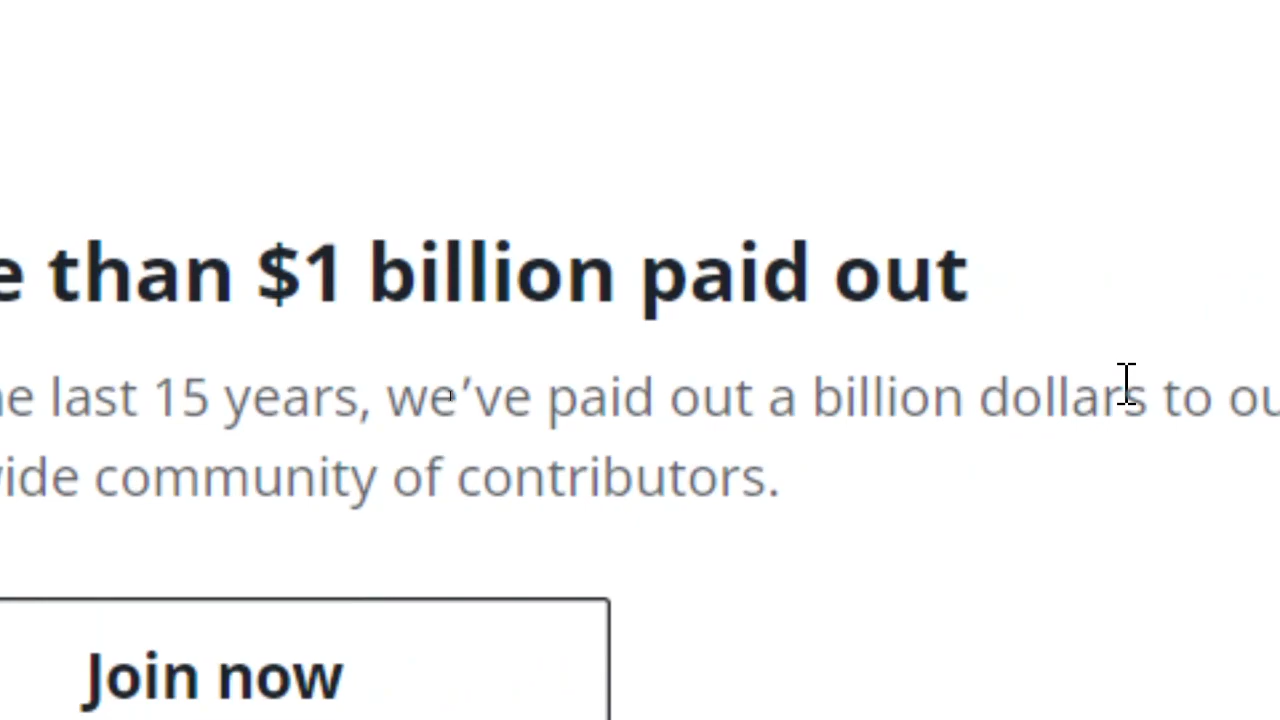 e than $1 billion paid out
e last 15 years, we’ve paid out a billion dollars to ou
ide community of contributors.
Join now